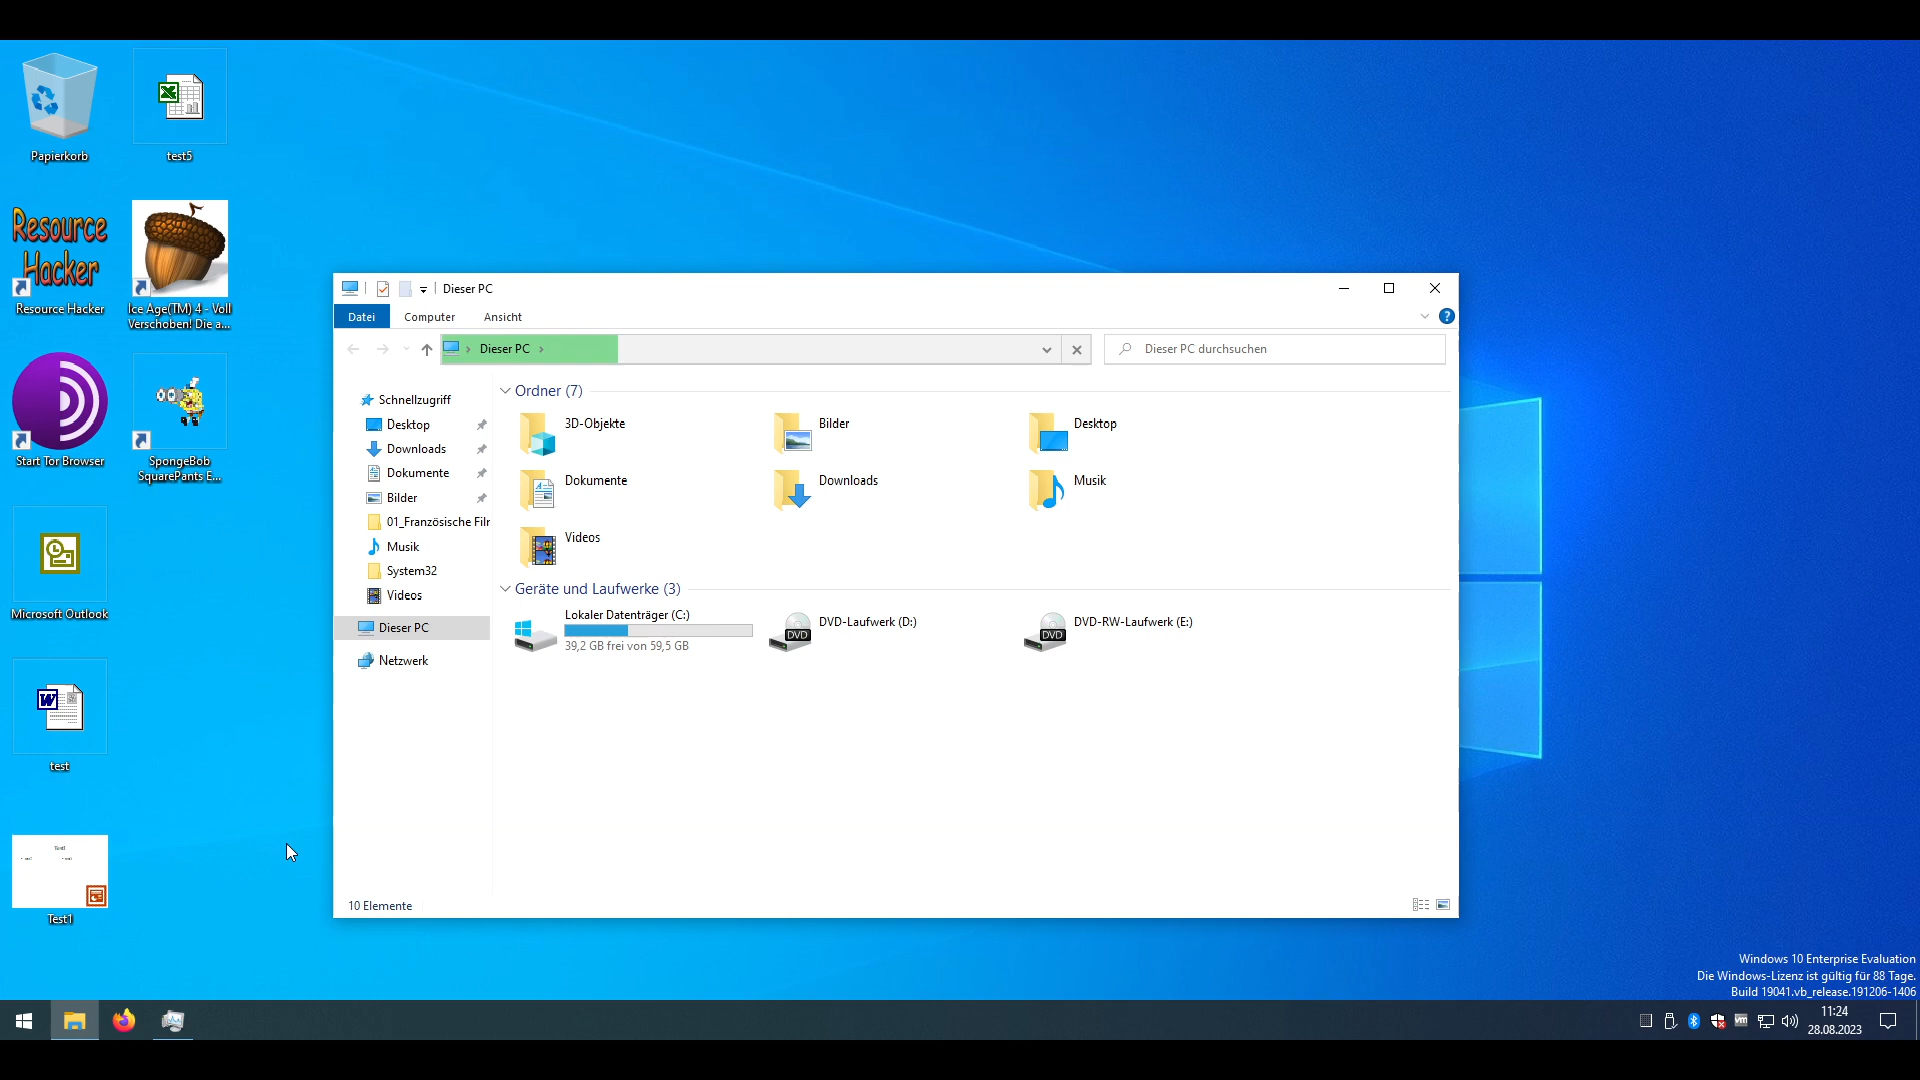 Papierkorb
test5
Resource
Hacker
Resource Hacker
Ice Age(TM) 4 - Voll
Verschoben! Die a...
Start Tor Browser
SpongeBob
SquarePants E...
Microsoft Outlook
test
Test1
Dieser PC
Datei
Computer
Ansicht
Dieser PC
Dieser PC durchsuchen
Schnellzugriff
Desktop
Downloads
Dokumente
Bilder
01_Französische Filr
Musik
System32
Videos
Dieser PC
Netzwerk
Ordner (7)
3D-Objekte
Bilder
Desktop
Dokumente
Downloads
Musik
Videos
Geräte und Laufwerke (3)
Lokaler Datenträger (C:)
39,2 GB frei von 59,5 GB
DVD
DVD-Laufwerk (D:)
DVD
DVD-RW-Laufwerk (E:)
10 Elemente
Windows 10 Enterprise Evaluation
Die Windows-Lizenz ist gültig für 88 Tage.
Build 19041.vb_release.191206-1406
vm
11:24
28.08.2023